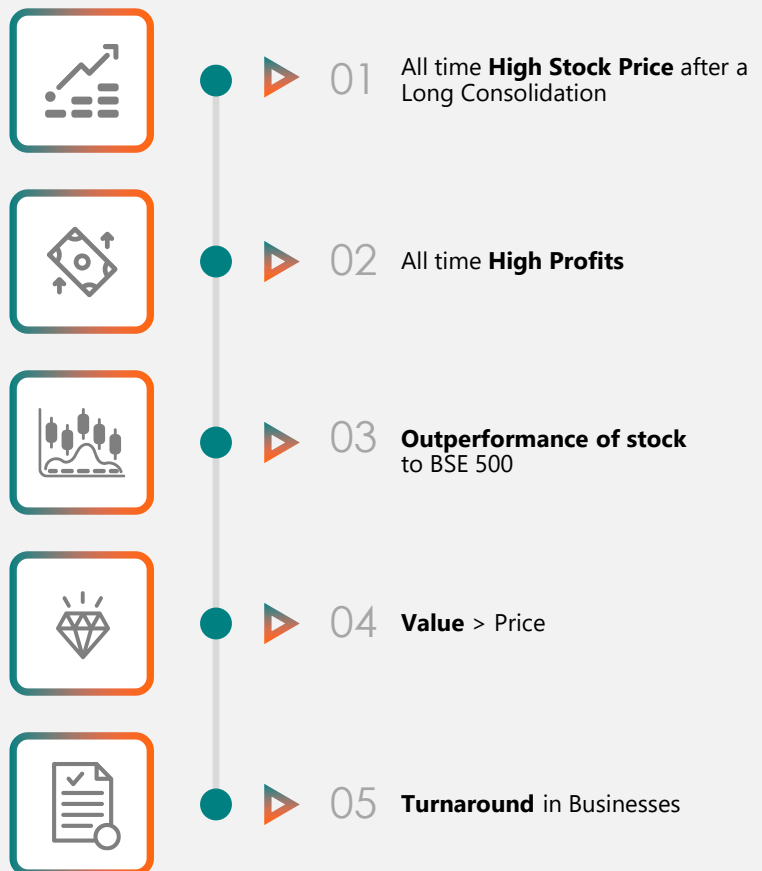 01
All time High Stock Price after a
Long Consolidation
02
All time High Profits
03
Outperformance of stock
to BSE 500
04
Value > Price
05
Turnaround in Businesses